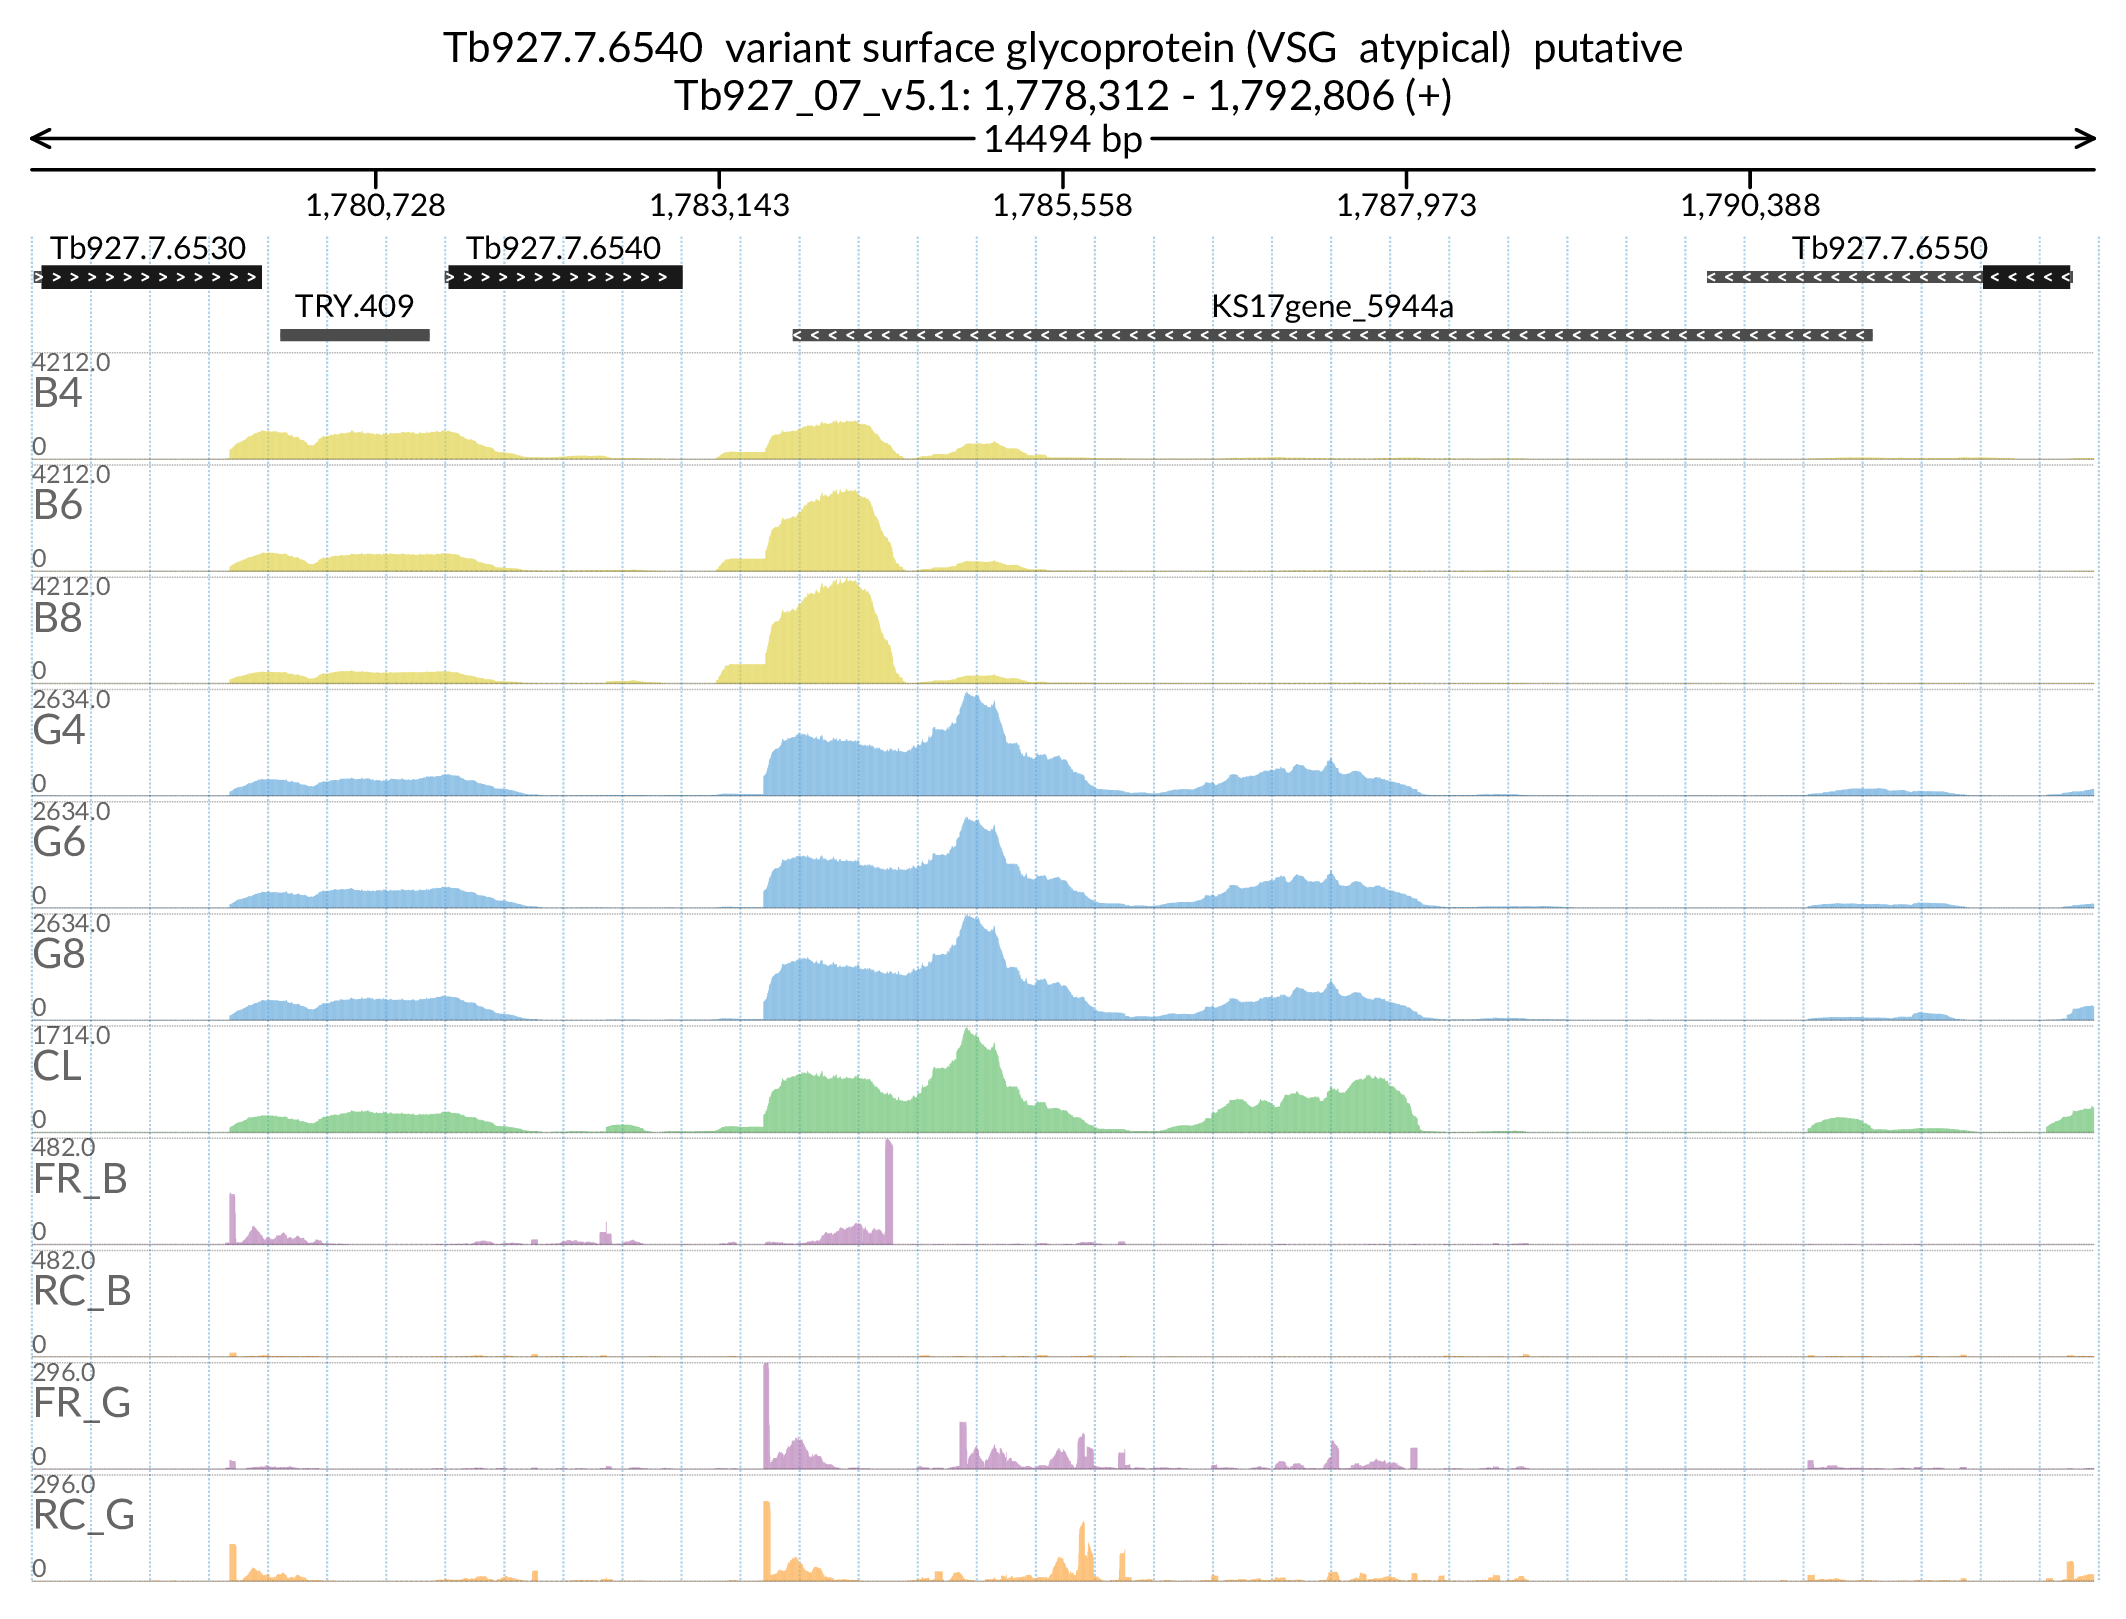 Tb927.7.6540 variant surface glycoprotein (VSG atypical) putative
Tb927_07_v5.1: 1,778,312 - 1,792,806 (+)
14494 bp
1,780,728 1,783,143 1,785,558 1,787,973 1,790,388
Tb927.7.6530 Tb927.7.6540 Tb927.7.6550
TRY.409 KS17gene_5944a
4212.0
B4
0
4212.0
B6
0
4212.0
B8
0
2634.0
G4
0
2634.0
G6
0
2634.0
G8
0
1714.0
CL
0
482.0
FR_B
0
482.0
RC_B
0
296.0
FR_G
0
296.0
RC_G
0